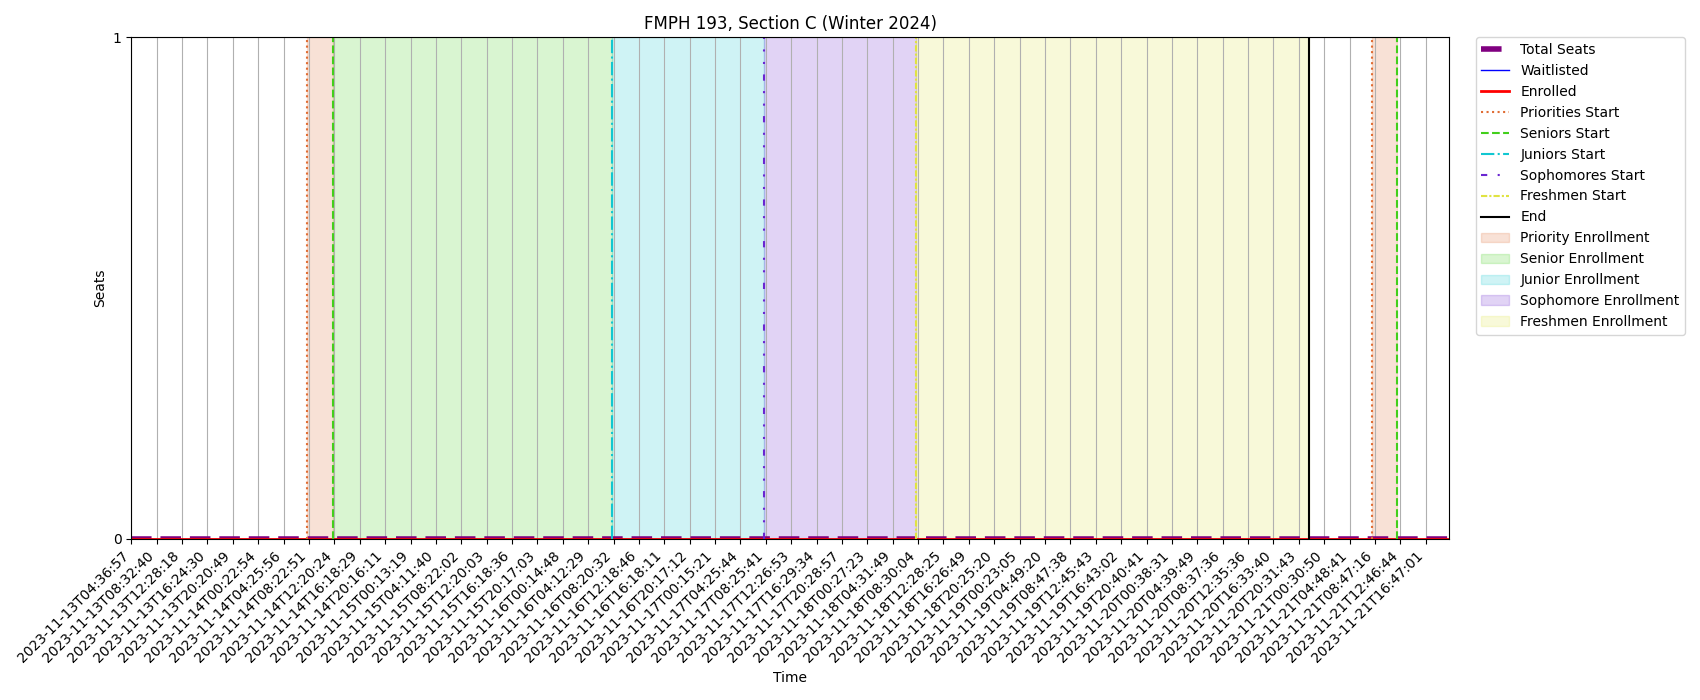 FMPH 193, Section C (Winter 2024)
1
0
Seats
2023-11-13T04:36:57
2023-11-13T08:32:40
2023-11-13T12:28:18
2023-11-13T16:24:30
2023-11-13T20:20:49
2023-11-14T00:22:54
2023-11-14T04:25:56
2023-11-14T08:22:51
2023-11-14T12:20:24
2023-11-14T16:18:29
2023-11-14T20:16:11
2023-11-15T00:13:19
2023-11-15T04:11:40
2023-11-15T08:22:02
2023-11-15T12:20:03
2023-11-15T16:18:36
2023-11-15T20:17:03
2023-11-16T00:14:48
2023-11-16T04:12:29
2023-11-16T08:20:32
2023-11-16T12:18:46
2023-11-16T16:18:11
2023-11-16T20:17:12
2023-11-17T00:15:21
2023-11-17T04:25:44
2023-11-17T08:25:41
2023-11-17T12:26:53
2023-11-17T16:29:34
2023-11-17T20:28:57
2023-11-18T00:27:23
2023-11-18T04:31:49
2023-11-18T08:30:04
2023-11-18T12:28:25
2023-11-18T16:26:49
2023-11-18T20:25:20
2023-11-19T00:23:05
2023-11-19T04:49:20
2023-11-19T08:47:38
2023-11-19T12:45:43
2023-11-19T16:43:02
2023-11-19T20:40:41
2023-11-20T00:38:31
2023-11-20T04:39:49
2023-11-20T08:37:36
2023-11-20T12:35:36
2023-11-20T16:33:40
2023-11-20T20:31:43
2023-11-21T00:30:50
2023-11-21T04:48:41
2023-11-21T08:47:16
2023-11-21T12:46:44
2023-11-21T16:47:01
Time
Total Seats
Waitlisted
Enrolled
Priorities Start
Seniors Start
Juniors Start
Sophomores Start
Freshmen Start
End
Priority Enrollment
Senior Enrollment
Junior Enrollment
Sophomore Enrollment
Freshmen Enrollment